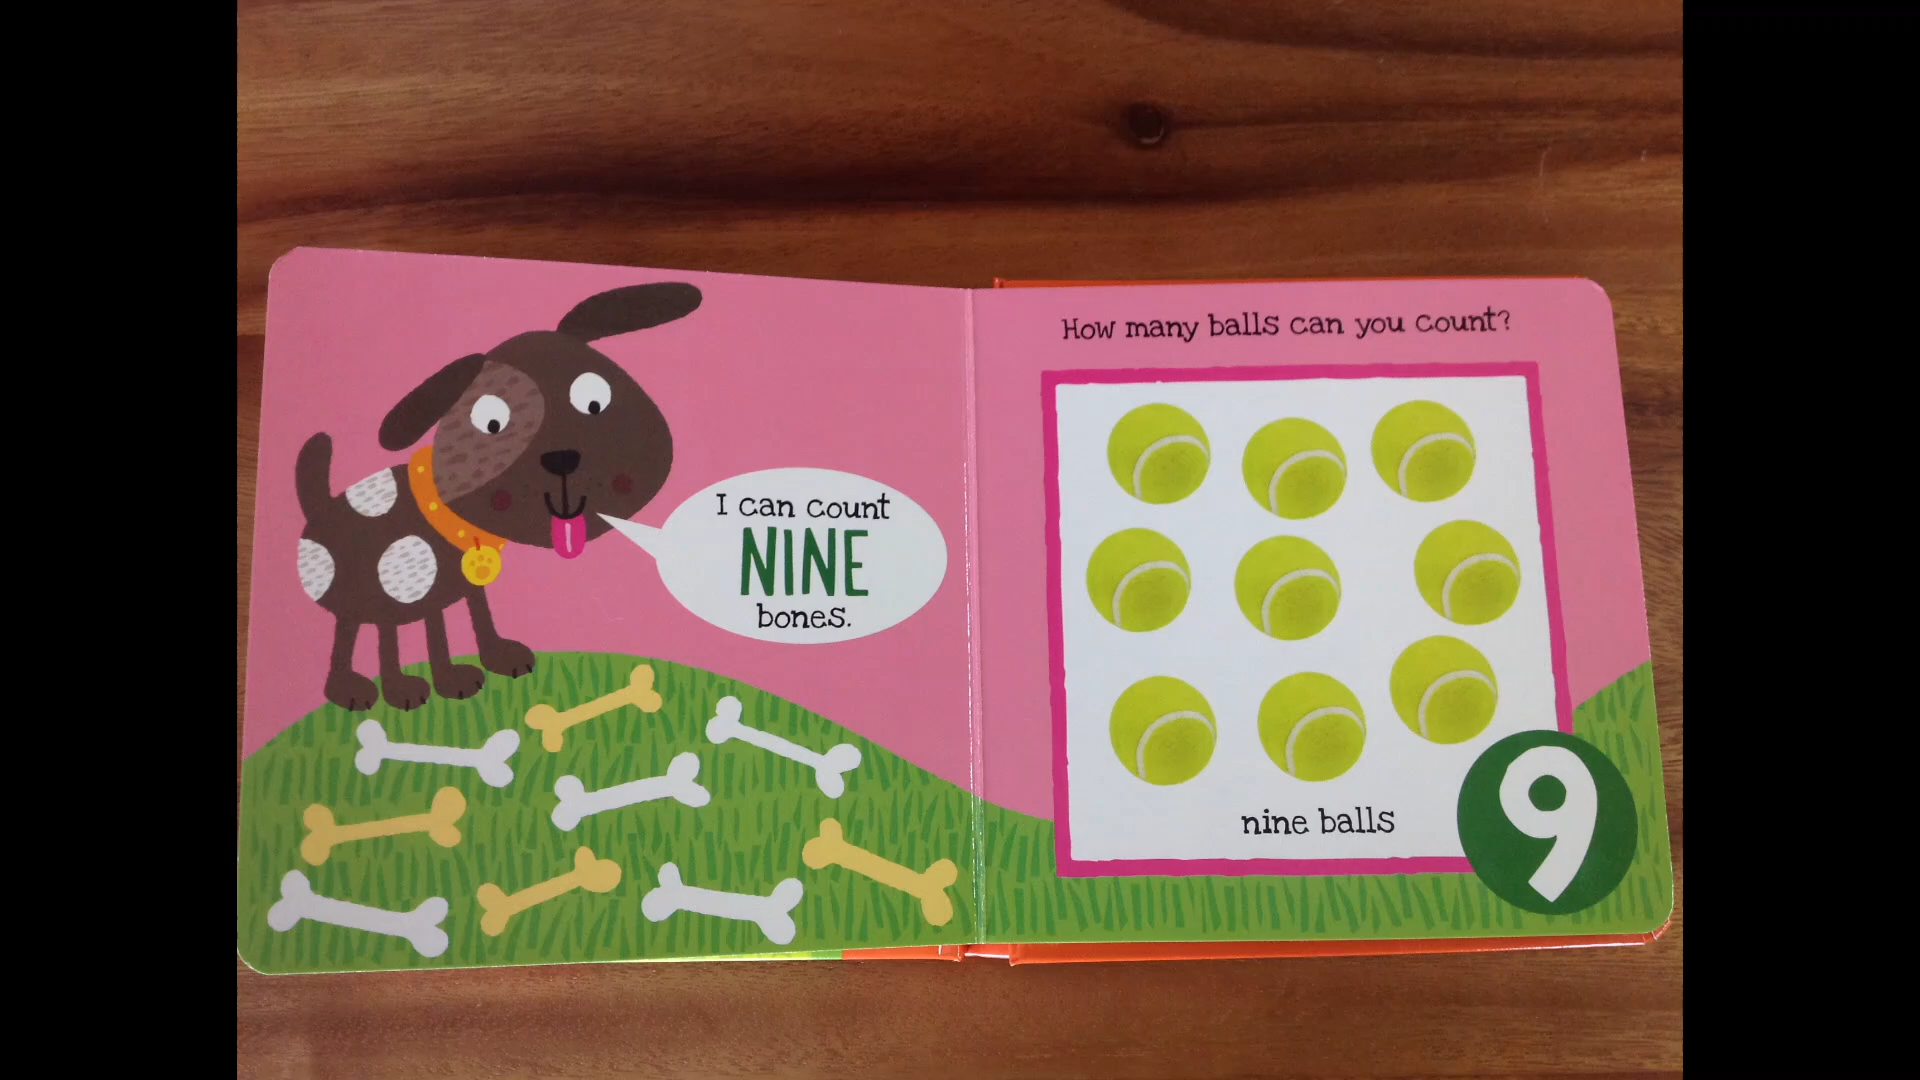 I can count
NINE
bones.
How many balls can you count?
nine balls
9